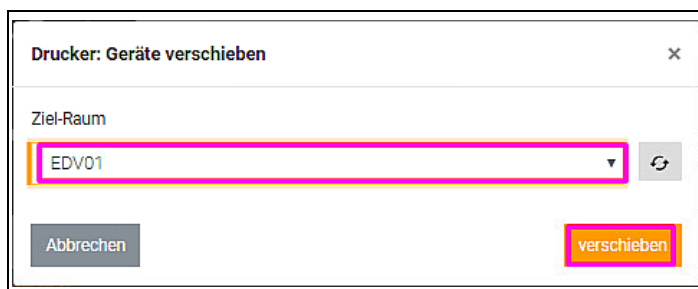 Drucker: Geräte verschieben ×
Ziel-Raum
EDV01
Abbrechen verschieben